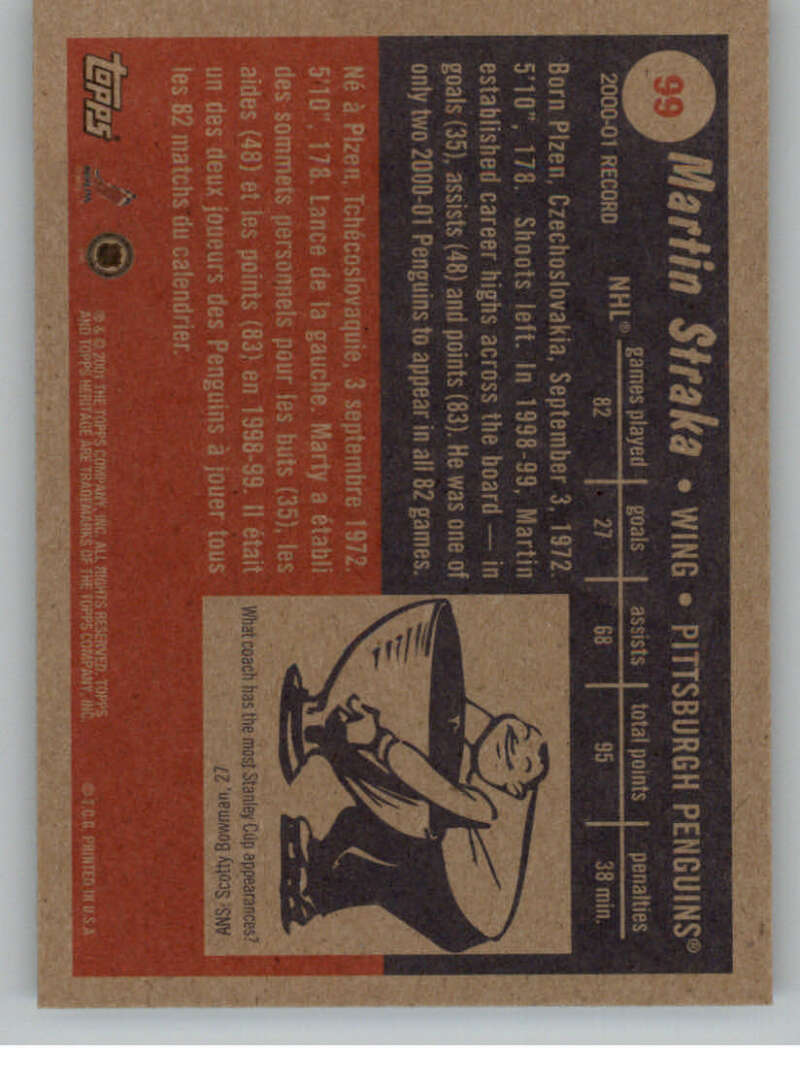 99
Martin Straka • WING • PITTSBURGH PENGUINS®
2000-01 RECORD
games played goals assists total points penalties
NHL® 82 27 68 95 38 min.
Born Plzen, Czechoslovakia, September 3, 1972.
5'10", 178. Shoots left. In 1998-99, Martin
established career highs across the board — in
goals (35), assists (48) and points (83). He was one of
only two 2000-01 Penguins to appear in all 82 games.
Né à Plzen, Tchécoslovaquie, 3 septembre 1972.
5'10", 178. Lance de la gauche. Marty a établi
des sommets personnels pour les buts (35), les
aides (48) et les points (83) en 1998-99. Il était
un des deux joueurs des Penguins à jouer tous
les 82 matchs du calendrier.
What coach has the most Stanley Cup appearances?
ANS: Scotty Bowman, 27
topps
® & © 2001 THE TOPPS COMPANY, INC. ALL RIGHTS RESERVED. TOPPS
AND TOPPS HERITAGE ARE TRADEMARKS OF THE TOPPS COMPANY, INC.
© T.C.G. PRINTED IN U.S.A